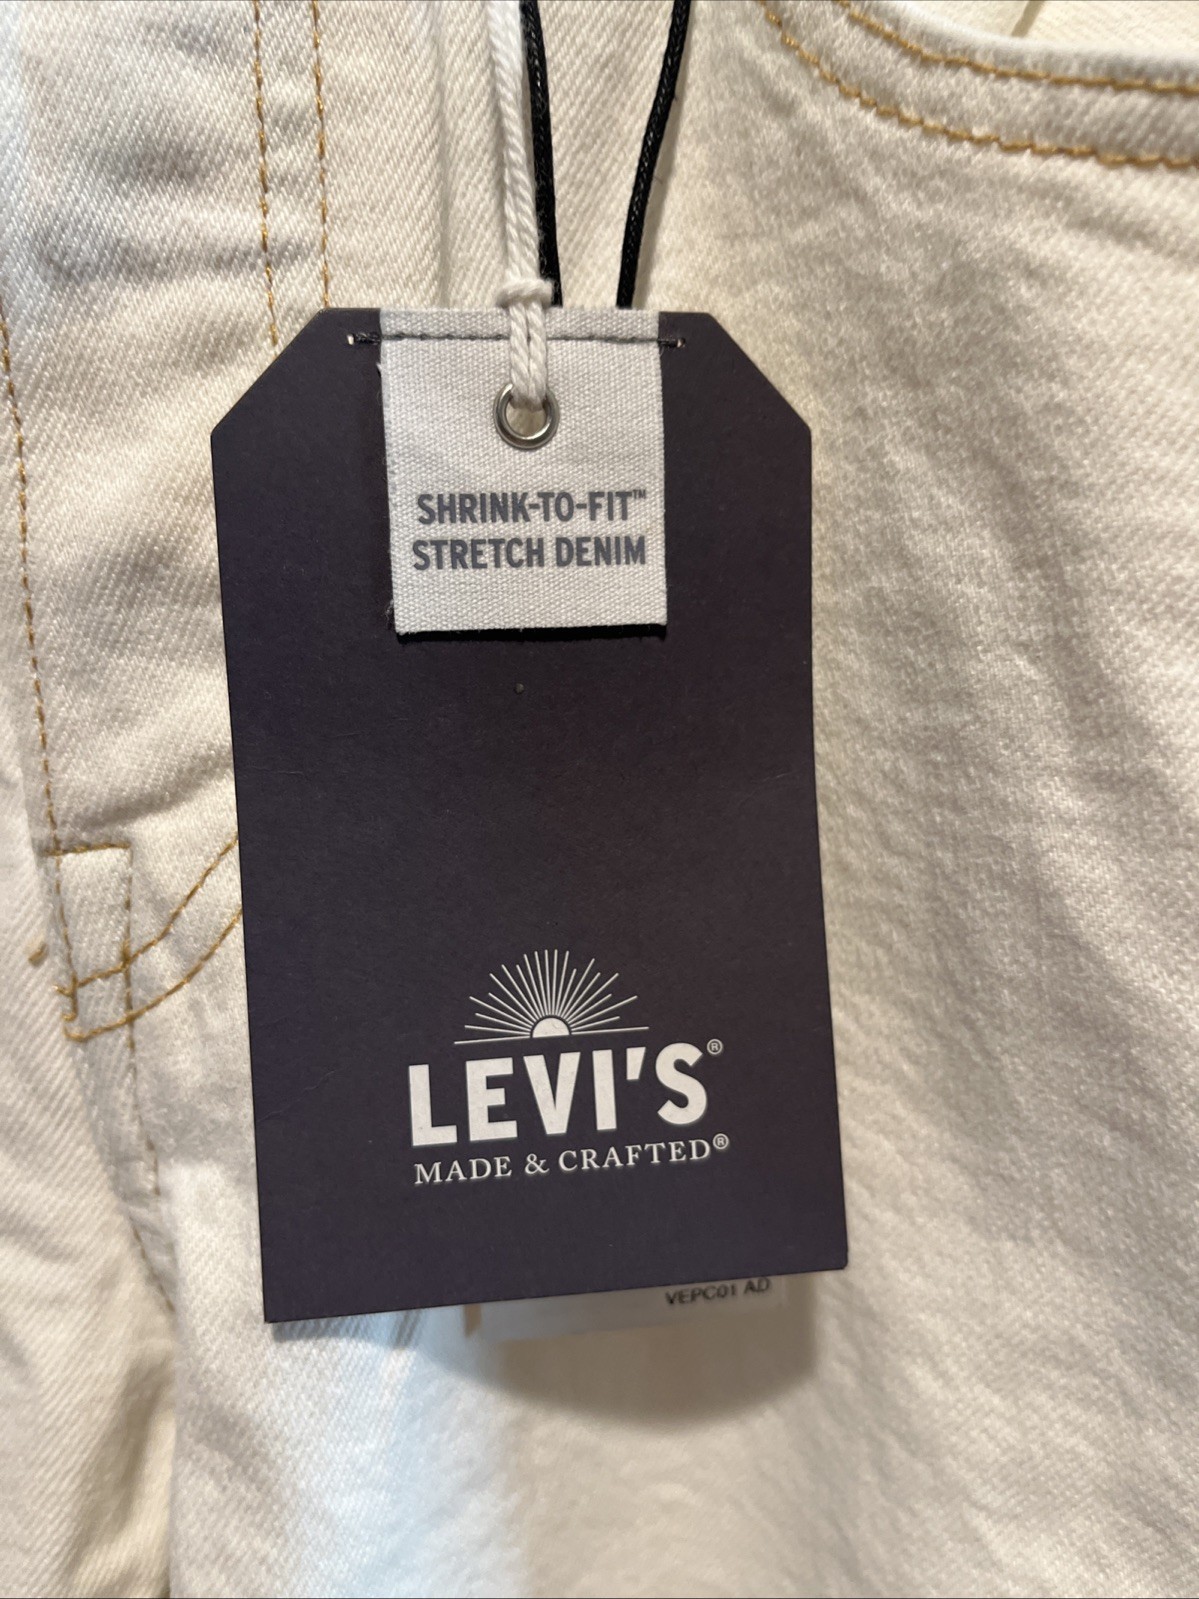 SHRINK-TO-FIT™
STRETCH DENIM
LEVI'S®
MADE & CRAFTED®
VEPC01 AD